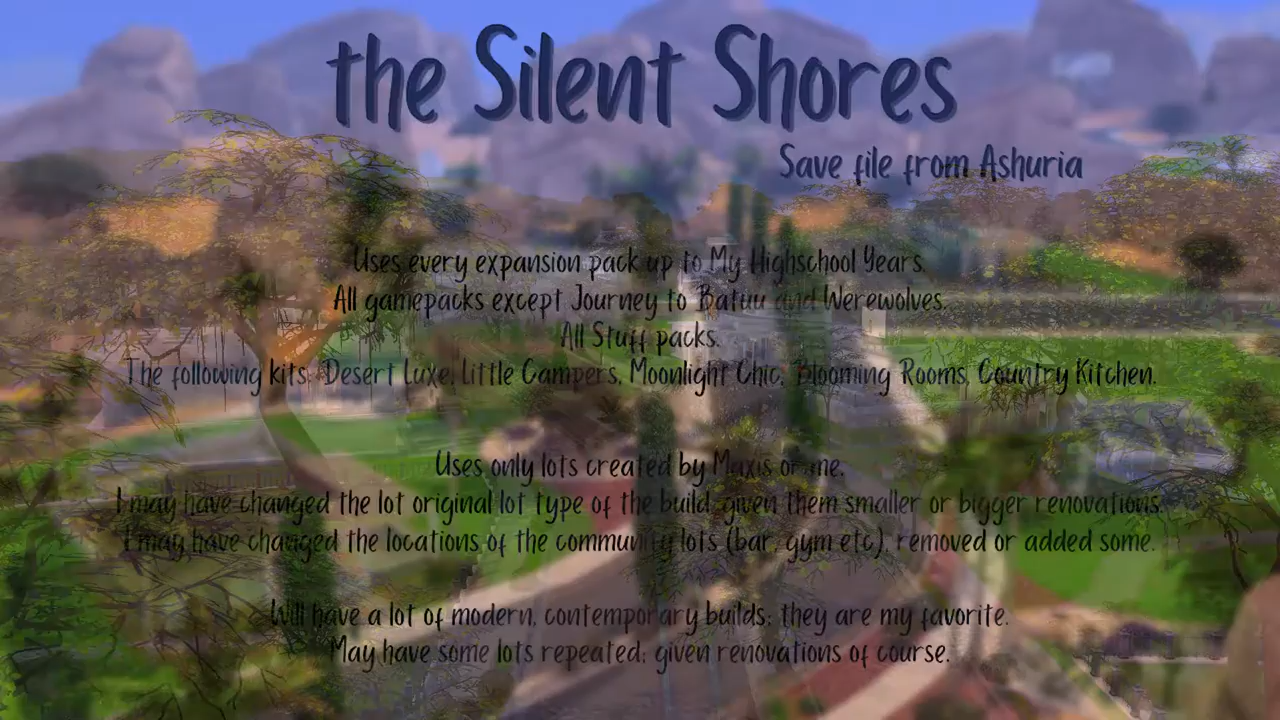 the Silent Shores
Save file from Ashuria
Uses every expansion pack up to My Highschool Years.
All gamepacks except Journey to Batuu and Werewolves.
All Stuff packs.
The following kits: Desert Luxe, Little Campers, Moonlight Chic, Blooming Rooms, Country Kitchen.
Uses only lots created by Maxis or me.
I may have changed the lot original lot type of the build, given them smaller or bigger renovations.
I may have changed the locations of the community lots (bar, gym etc), removed or added some.
Will have a lot of modern, contemporary builds; they are my favorite.
May have some lots repeated; given renovations of course.